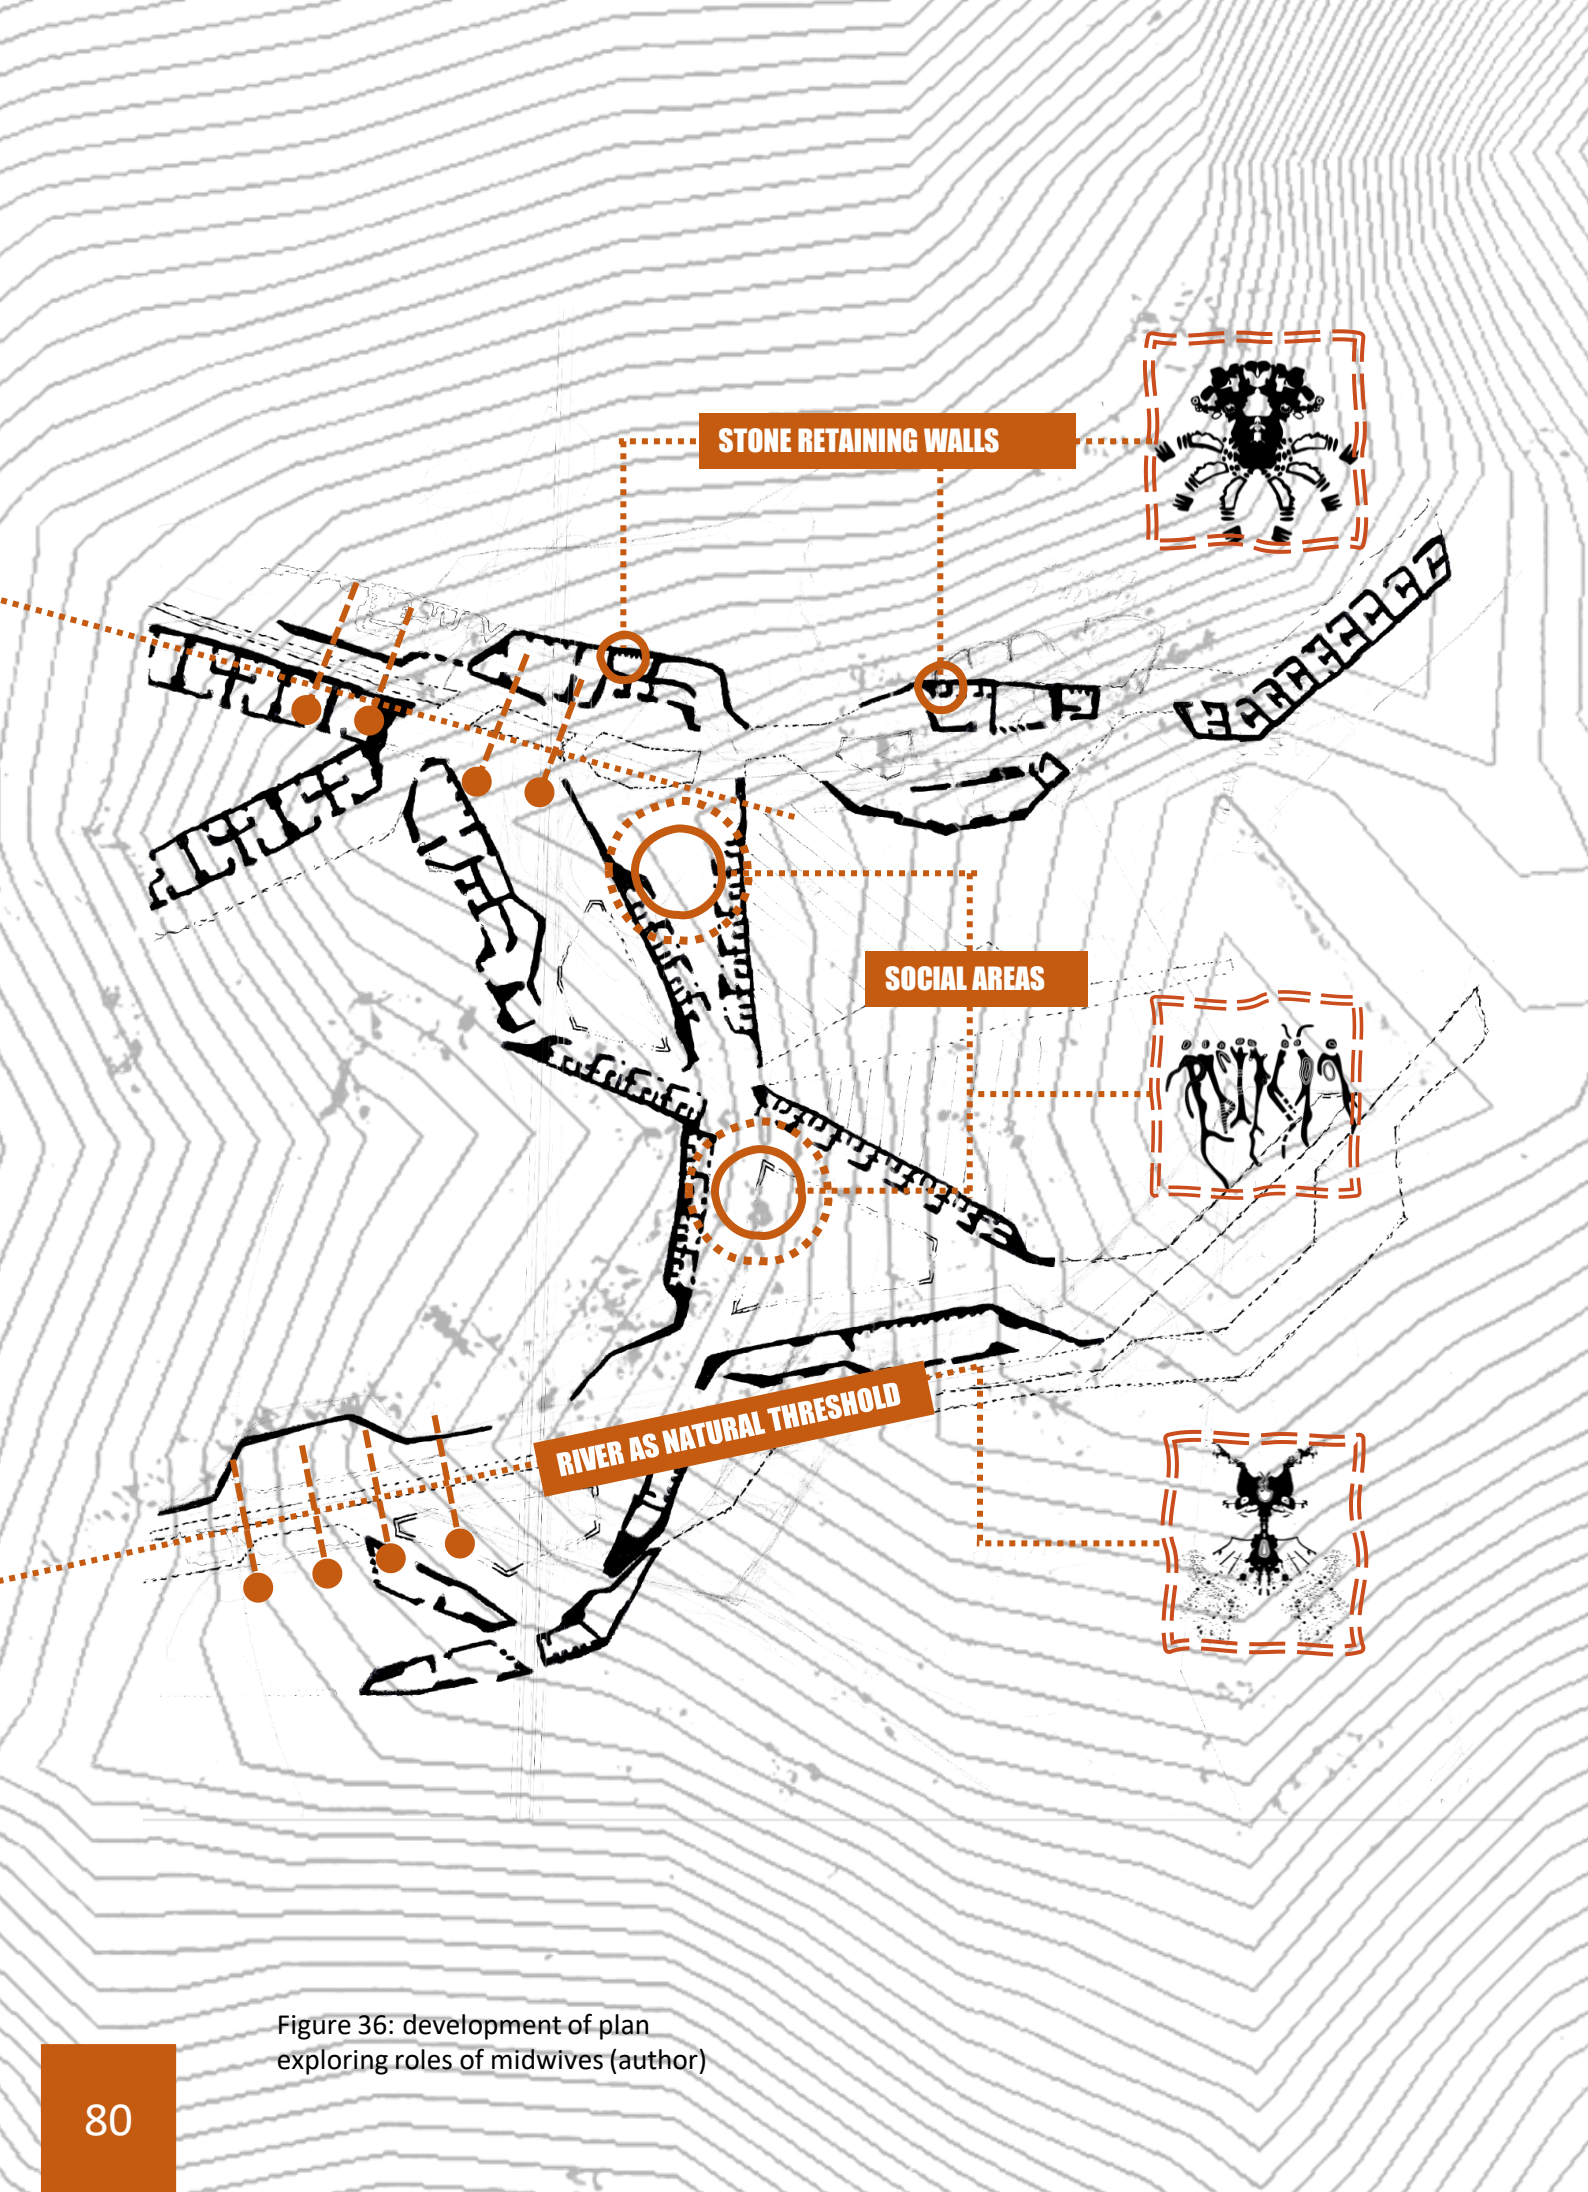 STONE RETAINING WALLS
SOCIAL AREAS
RIVER AS NATURAL THRESHOLD
Figure 36: development of plan
exploring roles of midwives (author)
80